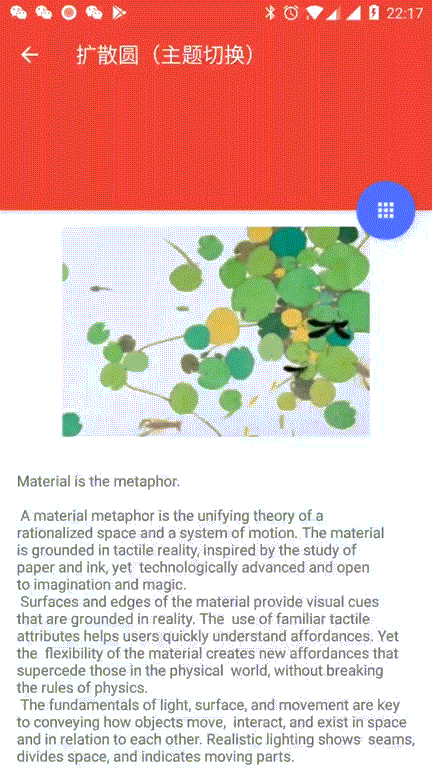 22:17
扩散圆（主题切换）
Material is the metaphor.
A material metaphor is the unifying theory of a
rationalized space and a system of motion. The material
is grounded in tactile reality, inspired by the study of
paper and ink, yet  technologically advanced and open
to imagination and magic.
Surfaces and edges of the material provide visual cues
that are grounded in reality. The  use of familiar tactile
attributes helps users quickly understand affordances. Yet
the  flexibility of the material creates new affordances that
supercede those in the physical  world, without breaking
the rules of physics.
The fundamentals of light, surface, and movement are key
to conveying how objects move,  interact, and exist in space
and in relation to each other. Realistic lighting shows  seams,
divides space, and indicates moving parts.